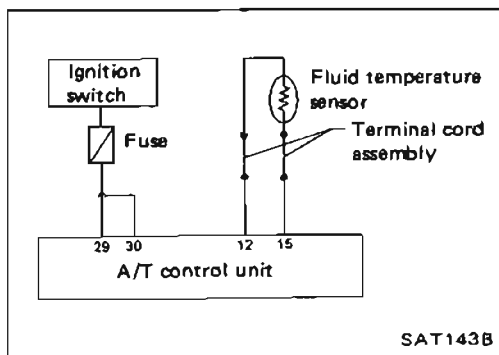 Ignition
switch
Fuse
Fluid temperature
sensor
Terminal cord
assembly
29 30 12 15
A/T control unit
SAT143B